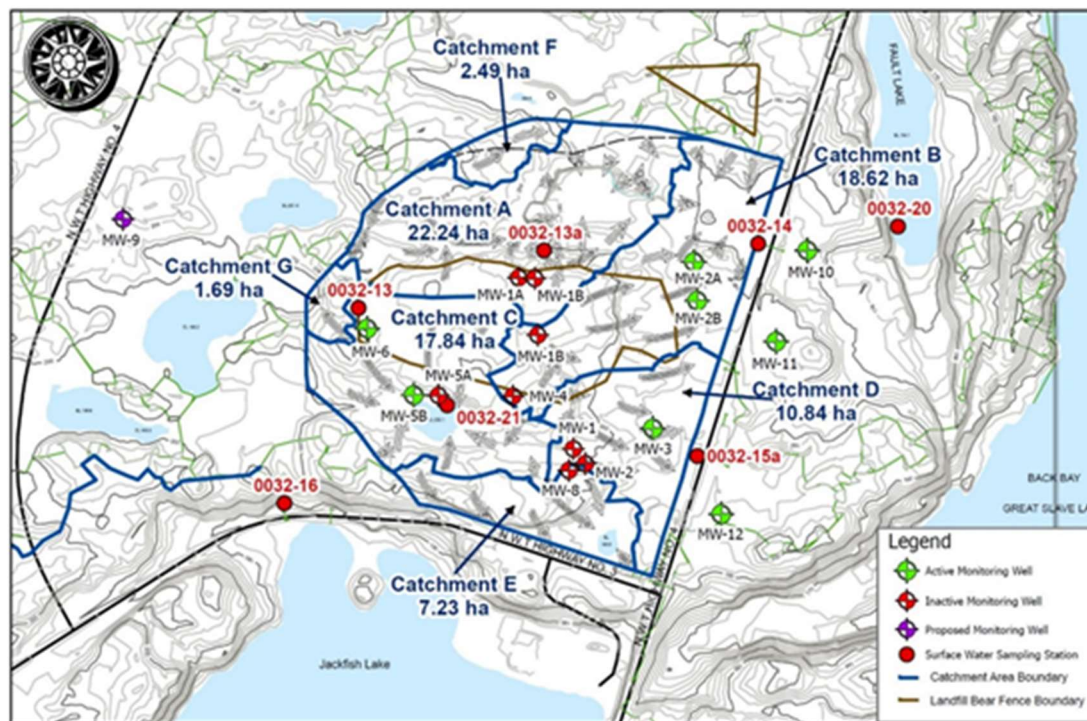 Catchment F
2.49 ha
N.W.T HIGHWAY NO. 4
FAULT LAKE
Catchment B
18.62 ha
Catchment A
22.24 ha
0032-20
0032-14
0032-13a
MW-9
MW-10
MW-2A
Catchment G
1.69 ha
0032-13
MW-1A
MW-1B
MW-2B
Catchment C
17.84 ha
MW-6
MW-1B
MW-11
MW-5A
MW-4
Catchment D
10.84 ha
MW-5B
0032-21
MW-1
MW-3
0032-15a
MW-2
MW-8
0032-16
BACK BAY
GREAT SLAVE LA
MW-12
N W T HIGHWAY NO. 3
Catchment E
7.23 ha
Jackfish Lake
Legend
Active Monitoring Well
Inactive Monitoring Well
Proposed Monitoring Well
Surface Water Sampling Station
Catchment Area Boundary
Landfill Bear Fence Boundary